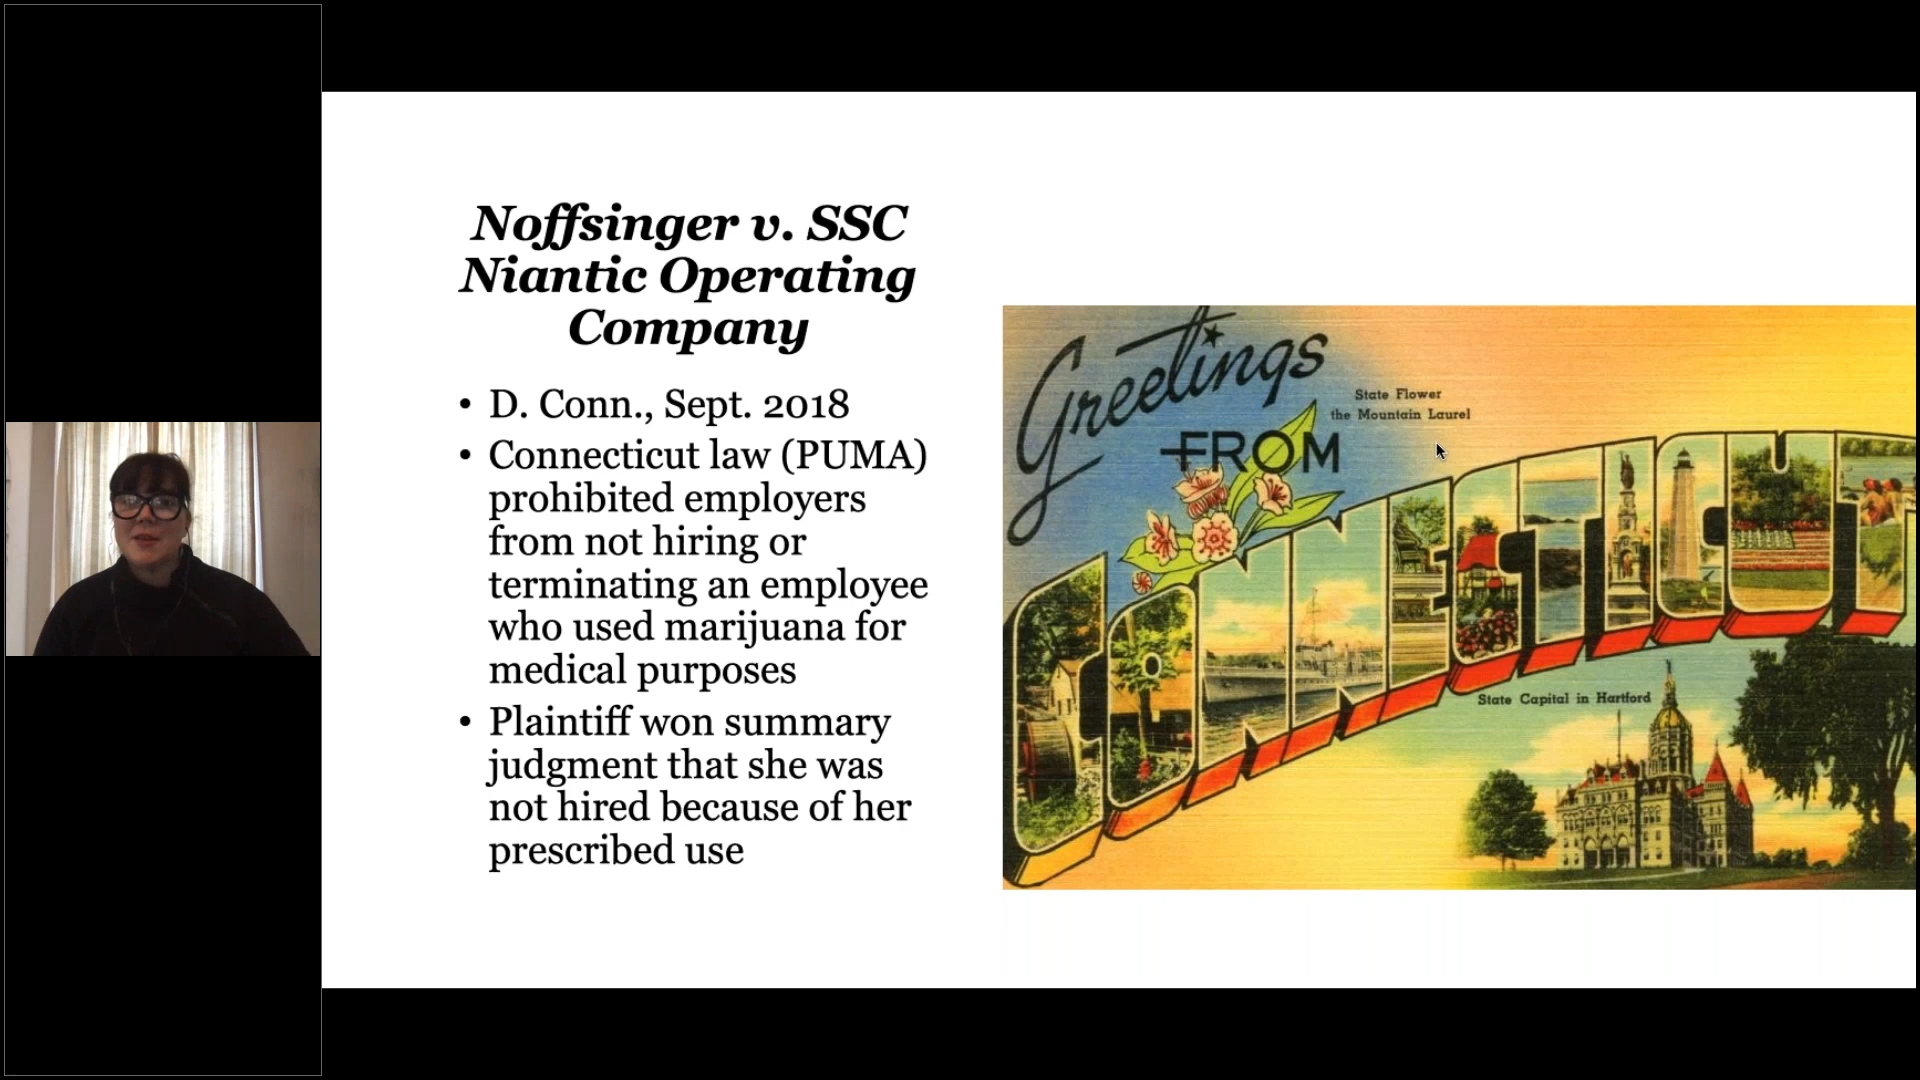 Noffsinger v. SSC
Niantic Operating
Company
• D. Conn., Sept. 2018
• Connecticut law (PUMA)
prohibited employers
from not hiring or
terminating an employee
who used marijuana for
medical purposes
• Plaintiff won summary
judgment that she was
not hired because of her
prescribed use
Greetings
FROM
State Flower
the Mountain Laurel
CONNECTICUT
State Capital in Hartford